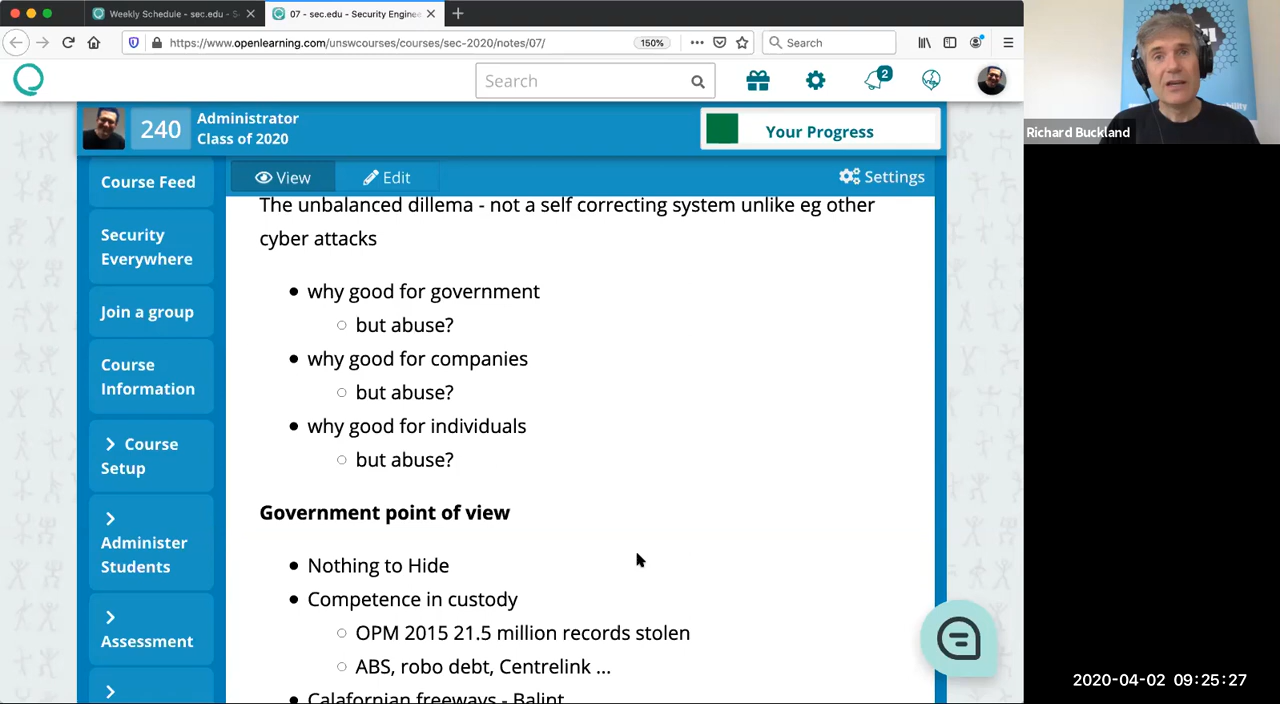 Weekly Schedule - sec.edu - S
07 - sec.edu - Security Enginee
https://www.openlearning.com/unswcourses/courses/sec-2020/notes/07/
150%
Search
Search
2
240
Administrator
Class of 2020
Your Progress
View
Edit
Settings
Course Feed
Security
Everywhere
Join a group
Course
Information
Course
Setup
Administer
Students
Assessment
The unbalanced dillema - not a self correcting system unlike eg other
cyber attacks
why good for government
but abuse?
why good for companies
but abuse?
why good for individuals
but abuse?
Government point of view
Nothing to Hide
Competence in custody
OPM 2015 21.5 million records stolen
ABS, robo debt, Centrelink ...
Calafornian freeways - Balint
Richard Buckland
2020-04-02 09:25:27